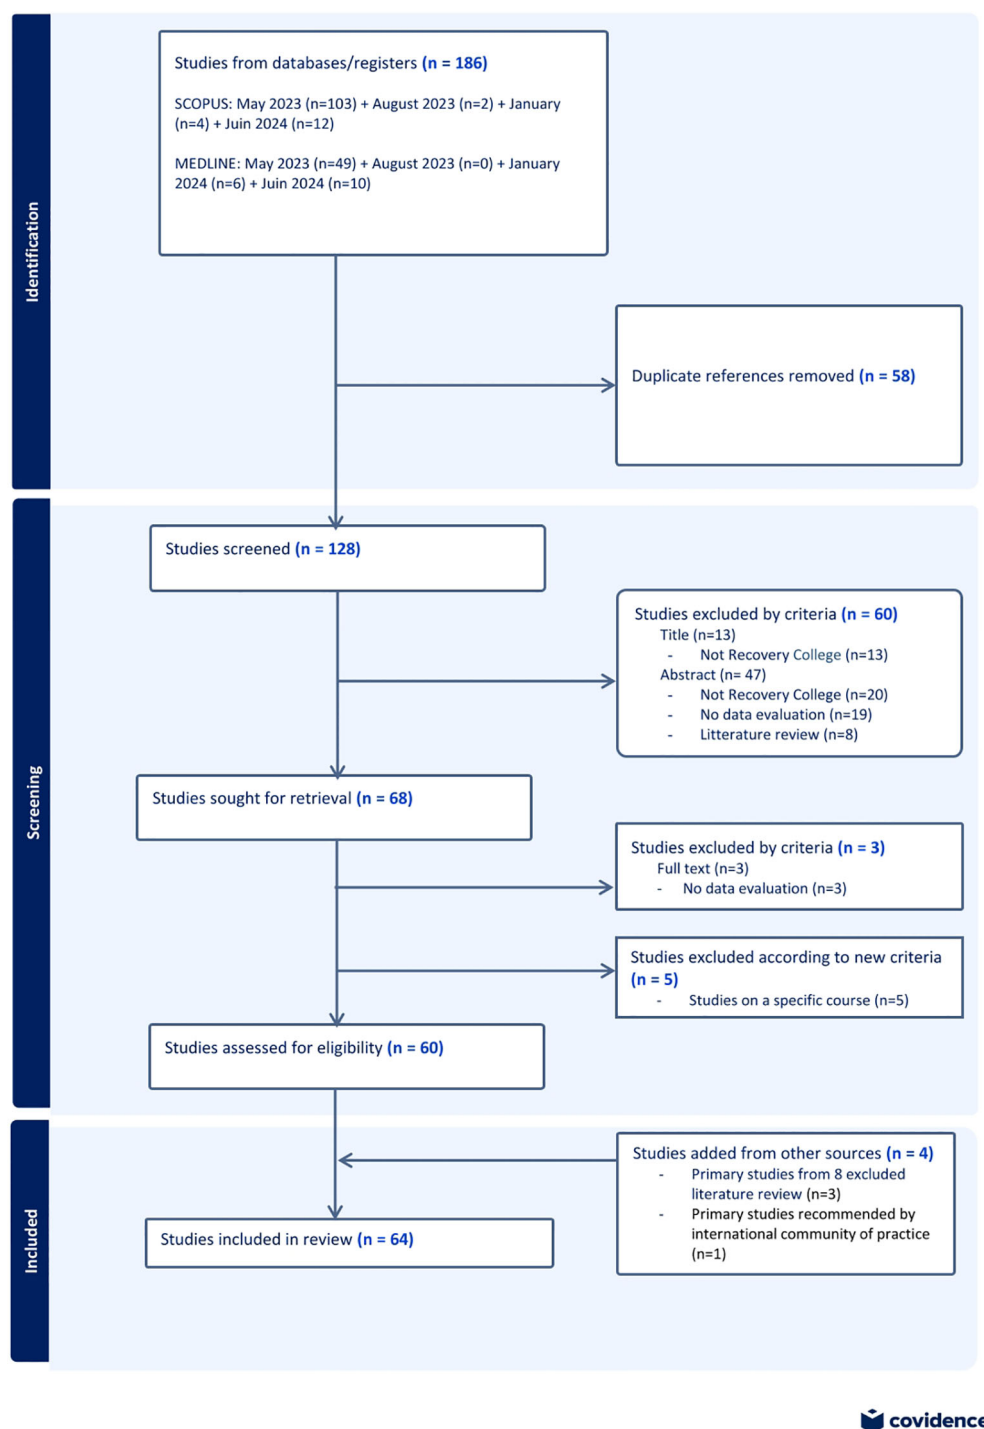 Identification
Studies from databases/registers (n = 186)
SCOPUS: May 2023 (n=103) + August 2023 (n=2) + January
(n=4) + Juin 2024 (n=12)
MEDLINE: May 2023 (n=49) + August 2023 (n=0) + January
2024 (n=6) + Juin 2024 (n=10)
Duplicate references removed (n = 58)
Screening
Studies screened (n = 128)
Studies excluded by criteria (n = 60)
Title (n=13)
- Not Recovery College (n=13)
Abstract (n= 47)
- Not Recovery College (n=20)
- No data evaluation (n=19)
- Litterature review (n=8)
Studies sought for retrieval (n = 68)
Studies excluded by criteria (n = 3)
Full text (n=3)
- No data evaluation (n=3)
Studies excluded according to new criteria
(n = 5)
- Studies on a specific course (n=5)
Studies assessed for eligibility (n = 60)
Included
Studies added from other sources (n = 4)
- Primary studies from 8 excluded
literature review (n=3)
- Primary studies recommended by
international community of practice
(n=1)
Studies included in review (n = 64)
covidence